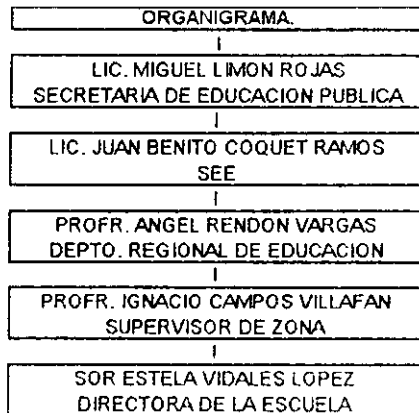 ORGANIGRAMA.
LIC. MIGUEL LIMON ROJAS
SECRETARIA DE EDUCACION PUBLICA
LIC. JUAN BENITO COQUET RAMOS
SEE
PROFR. ANGEL RENDON VARGAS
DEPTO. REGIONAL DE EDUCACION
PROFR. IGNACIO CAMPOS VILLAFAN
SUPERVISOR DE ZONA
SOR ESTELA VIDALES LOPEZ
DIRECTORA DE LA ESCUELA